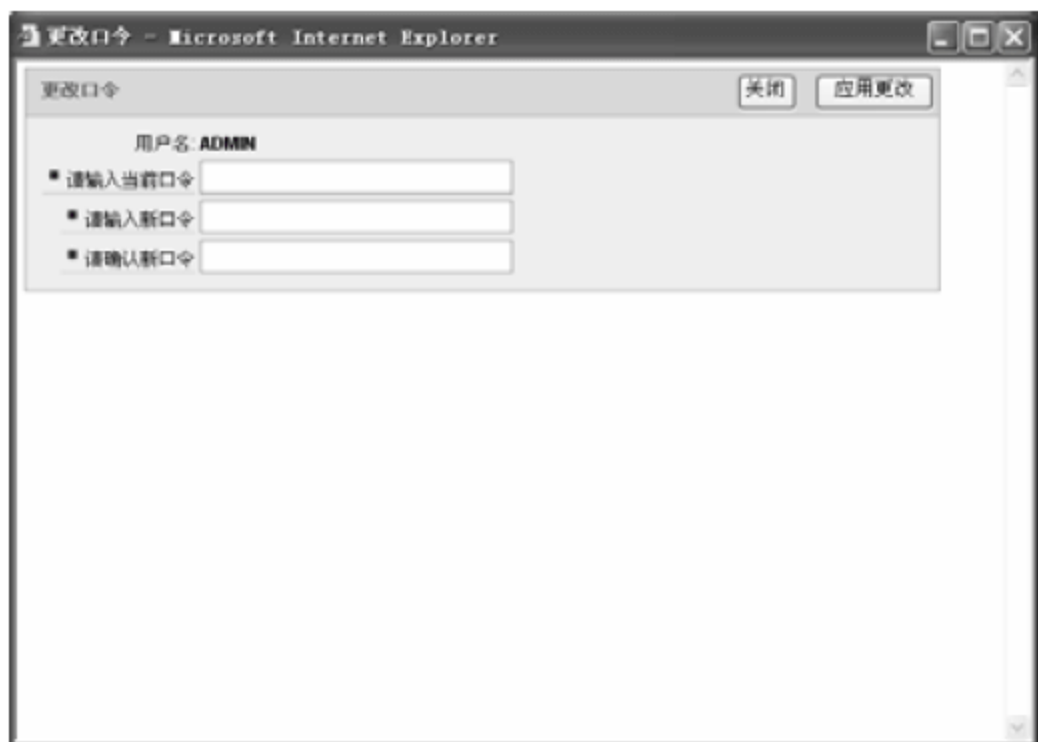 更改口令 - Microsoft Internet Explorer
更改口令 关闭 应用更改
用户名: ADMIN
请输入当前口令
请输入新口令
请确认新口令